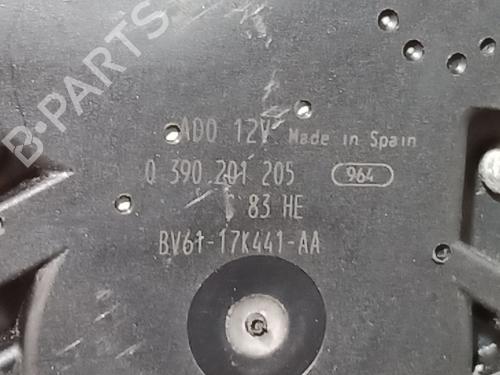 B-PARTS
ADO 12V Made in Spain
0 390 201 205 964
83 HE
BV61-17K441-AA